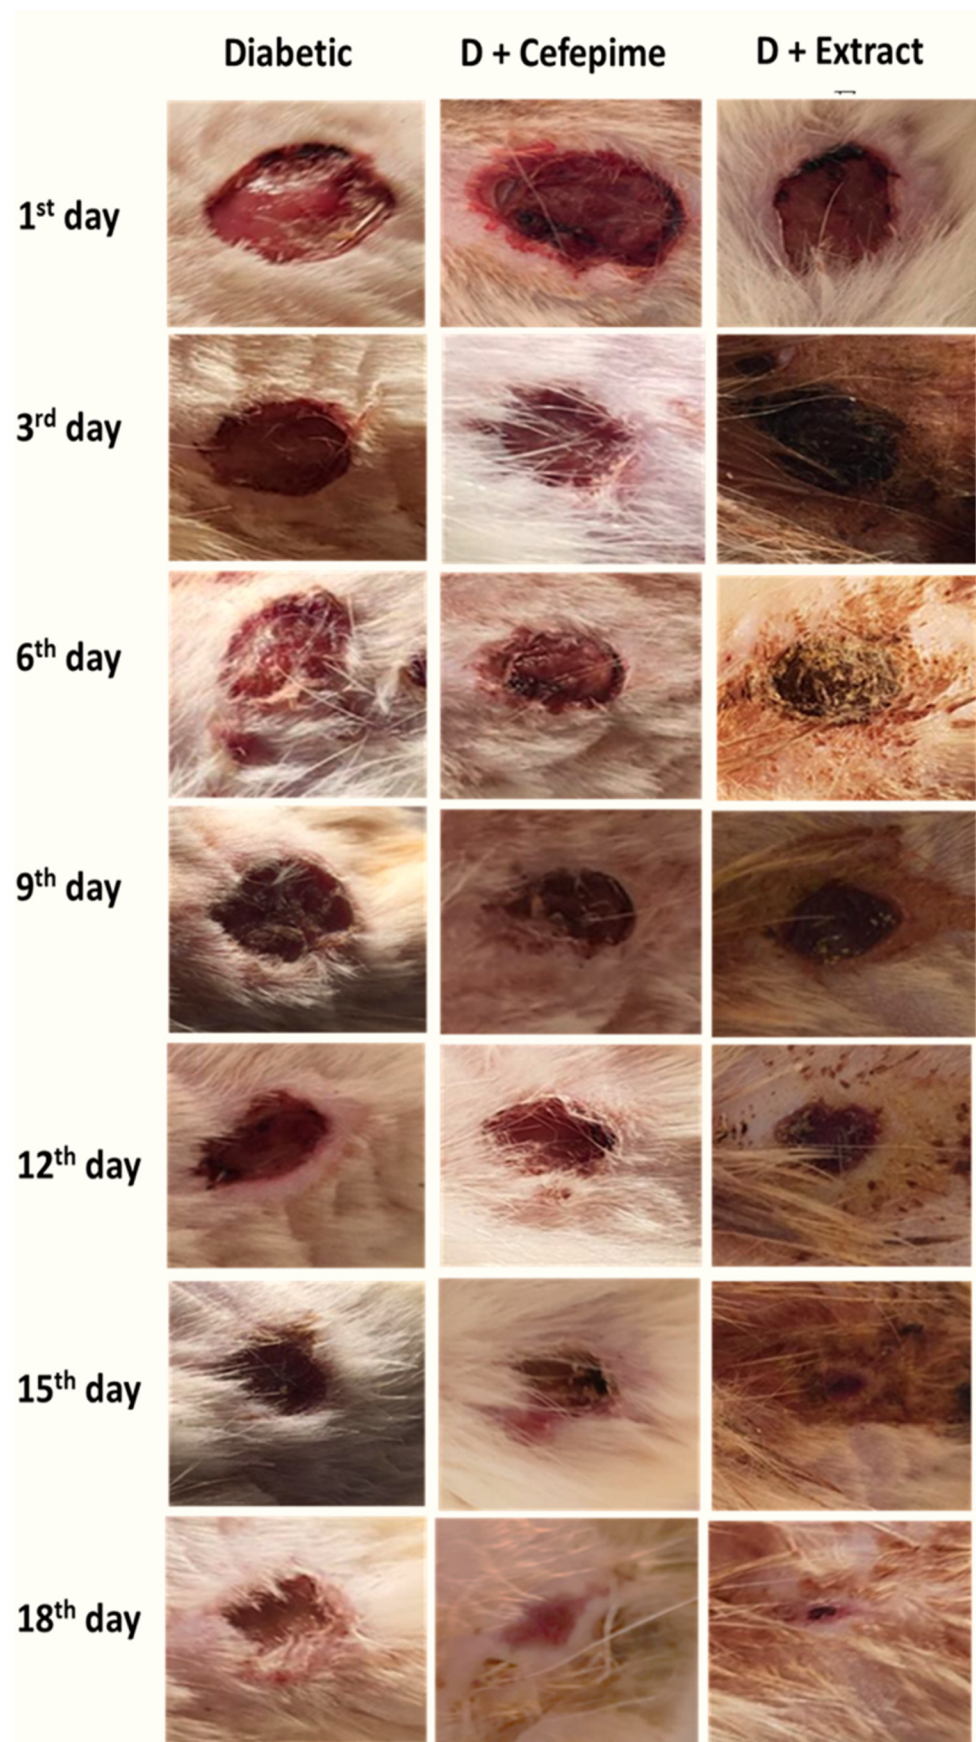 Diabetic D + Cefepime D + Extract
1st day
3rd day
6th day
9th day
12th day
15th day
18th day